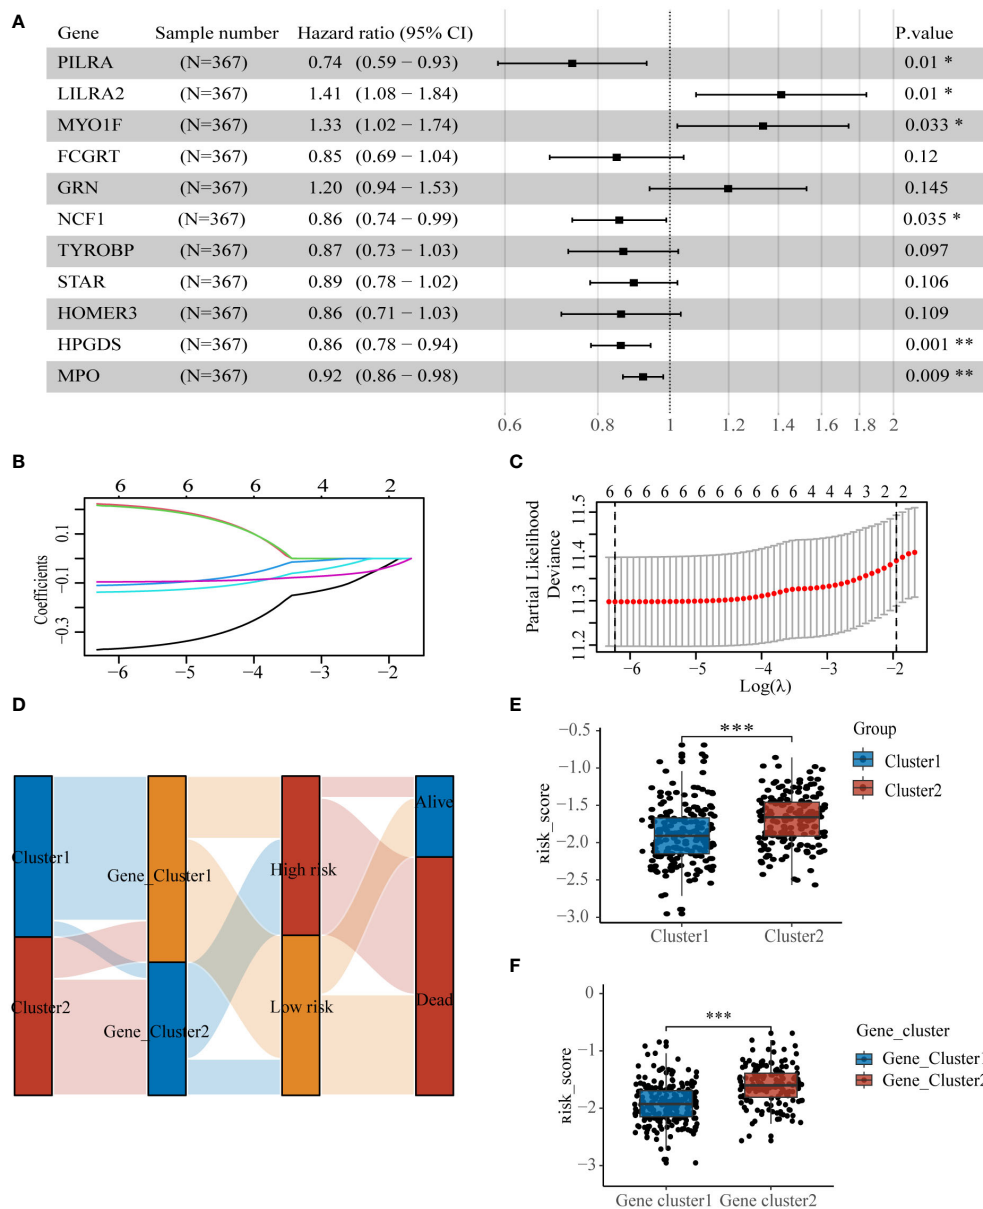 A
Gene Sample number Hazard ratio (95% CI) P.value
PILRA (N=367) 0.74 (0.59 − 0.93) 0.01 *
LILRA2 (N=367) 1.41 (1.08 − 1.84) 0.01 *
MYO1F (N=367) 1.33 (1.02 − 1.74) 0.033 *
FCGRT (N=367) 0.85 (0.69 − 1.04) 0.12
GRN (N=367) 1.20 (0.94 − 1.53) 0.145
NCF1 (N=367) 0.86 (0.74 − 0.99) 0.035 *
TYROBP (N=367) 0.87 (0.73 − 1.03) 0.097
STAR (N=367) 0.89 (0.78 − 1.02) 0.106
HOMER3 (N=367) 0.86 (0.71 − 1.03) 0.109
HPGDS (N=367) 0.86 (0.78 − 0.94) 0.001 **
MPO (N=367) 0.92 (0.86 − 0.98) 0.009 **
0.6 0.8 1 1.2 1.4 1.6 1.8 2
B
6 6 6 4 2
Coefficients
0.1
−0.1
−0.3
−6 −5 −4 −3 −2
C
6 6 6 6 6 6 6 6 6 6 6 4 4 4 3 2 2
Partial Likelihood
Deviance
11.5
11.4
11.3
11.2
−6 −5 −4 −3 −2
Log(λ)
D
Cluster1
Cluster2
Gene_Cluster1
Gene_Cluster2
High risk
Low risk
Alive
Dead
E
Risk_score
−0.5
−1.0
−1.5
−2.0
−2.5
−3.0
***
Cluster1 Cluster2
Group
Cluster1
Cluster2
F
Risk_score
0
−1
−2
−3
***
Gene cluster1 Gene cluster2
Gene_cluster
Gene_Cluster1
Gene_Cluster2